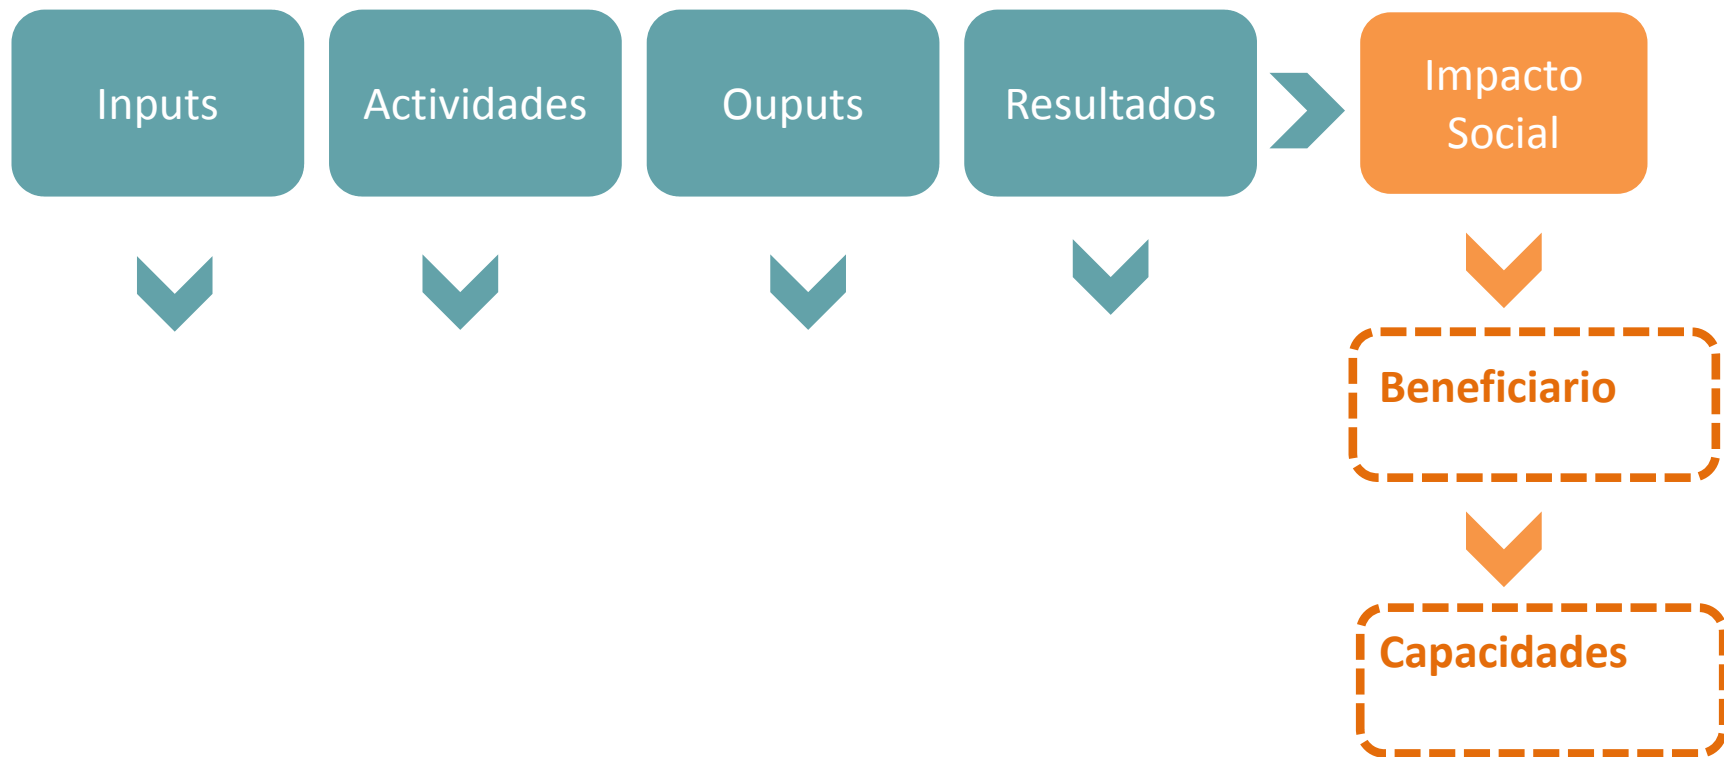 Inputs
Actividades
Ouputs
Resultados
Impacto
Social
Beneficiario
Capacidades